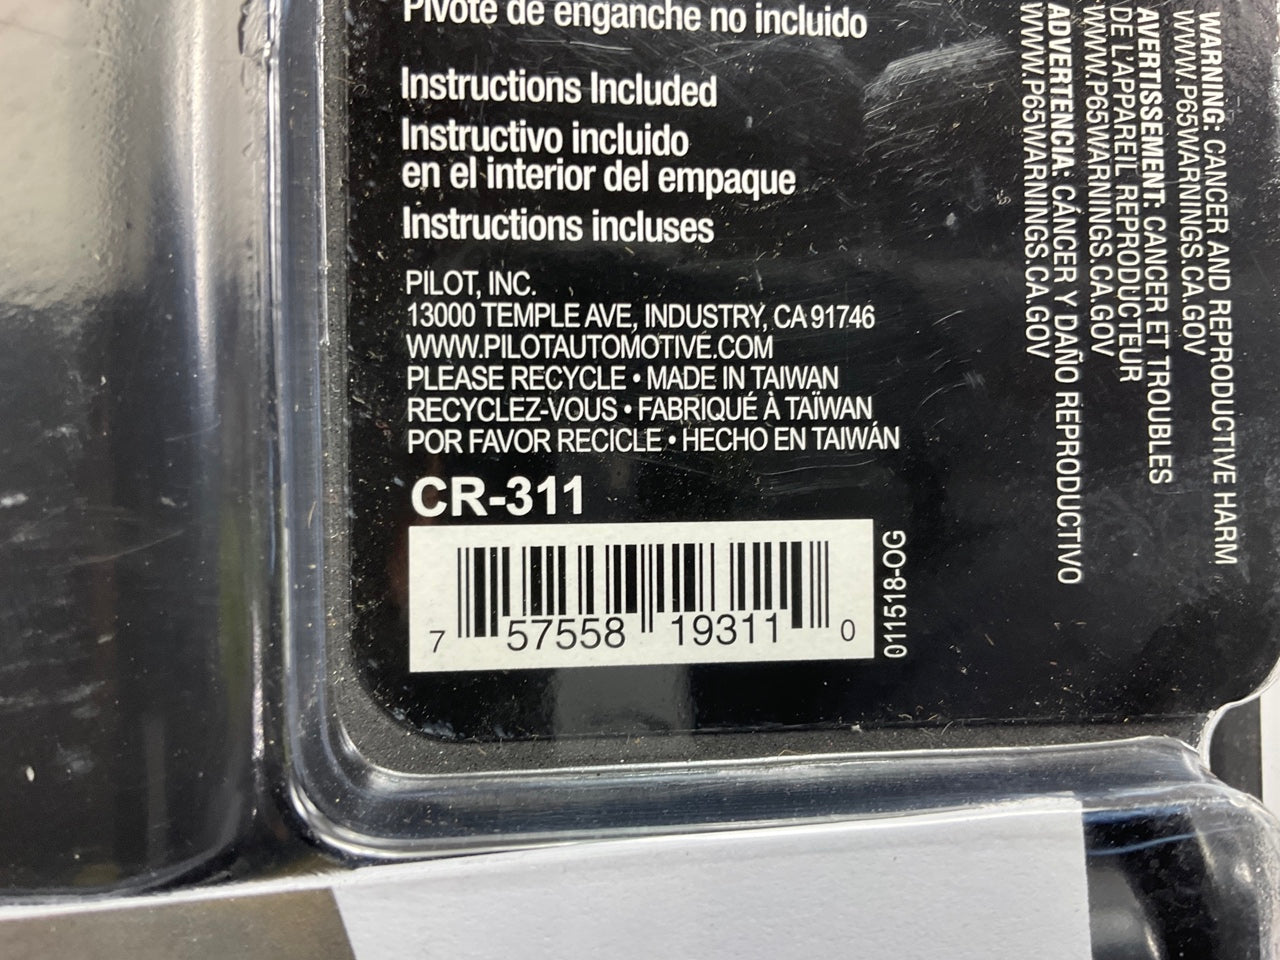 Pivote de enganche no incluido
Instructions Included
Instructivo incluido
en el interior del empaque
Instructions incluses
PILOT, INC.
13000 TEMPLE AVE, INDUSTRY, CA 91746
WWW.PILOTAUTOMOTIVE.COM
PLEASE RECYCLE • MADE IN TAIWAN
RECYCLEZ-VOUS • FABRIQUÉ À TAÏWAN
POR FAVOR RECICLE • HECHO EN TAIWÁN
CR-311
7 57558 19311 0
011518-OG
WARNING: CANCER AND REPRODUCTIVE HARM
WWW.P65WARNINGS.CA.GOV
AVERTISSEMENT: CANCER ET TROUBLES
DE L'APPAREIL REPRODUCTEUR
WWW.P65WARNINGS.CA.GOV
ADVERTENCIA: CÁNCER Y DAÑO REPRODUCTIVO
WWW.P65WARNINGS.CA.GOV